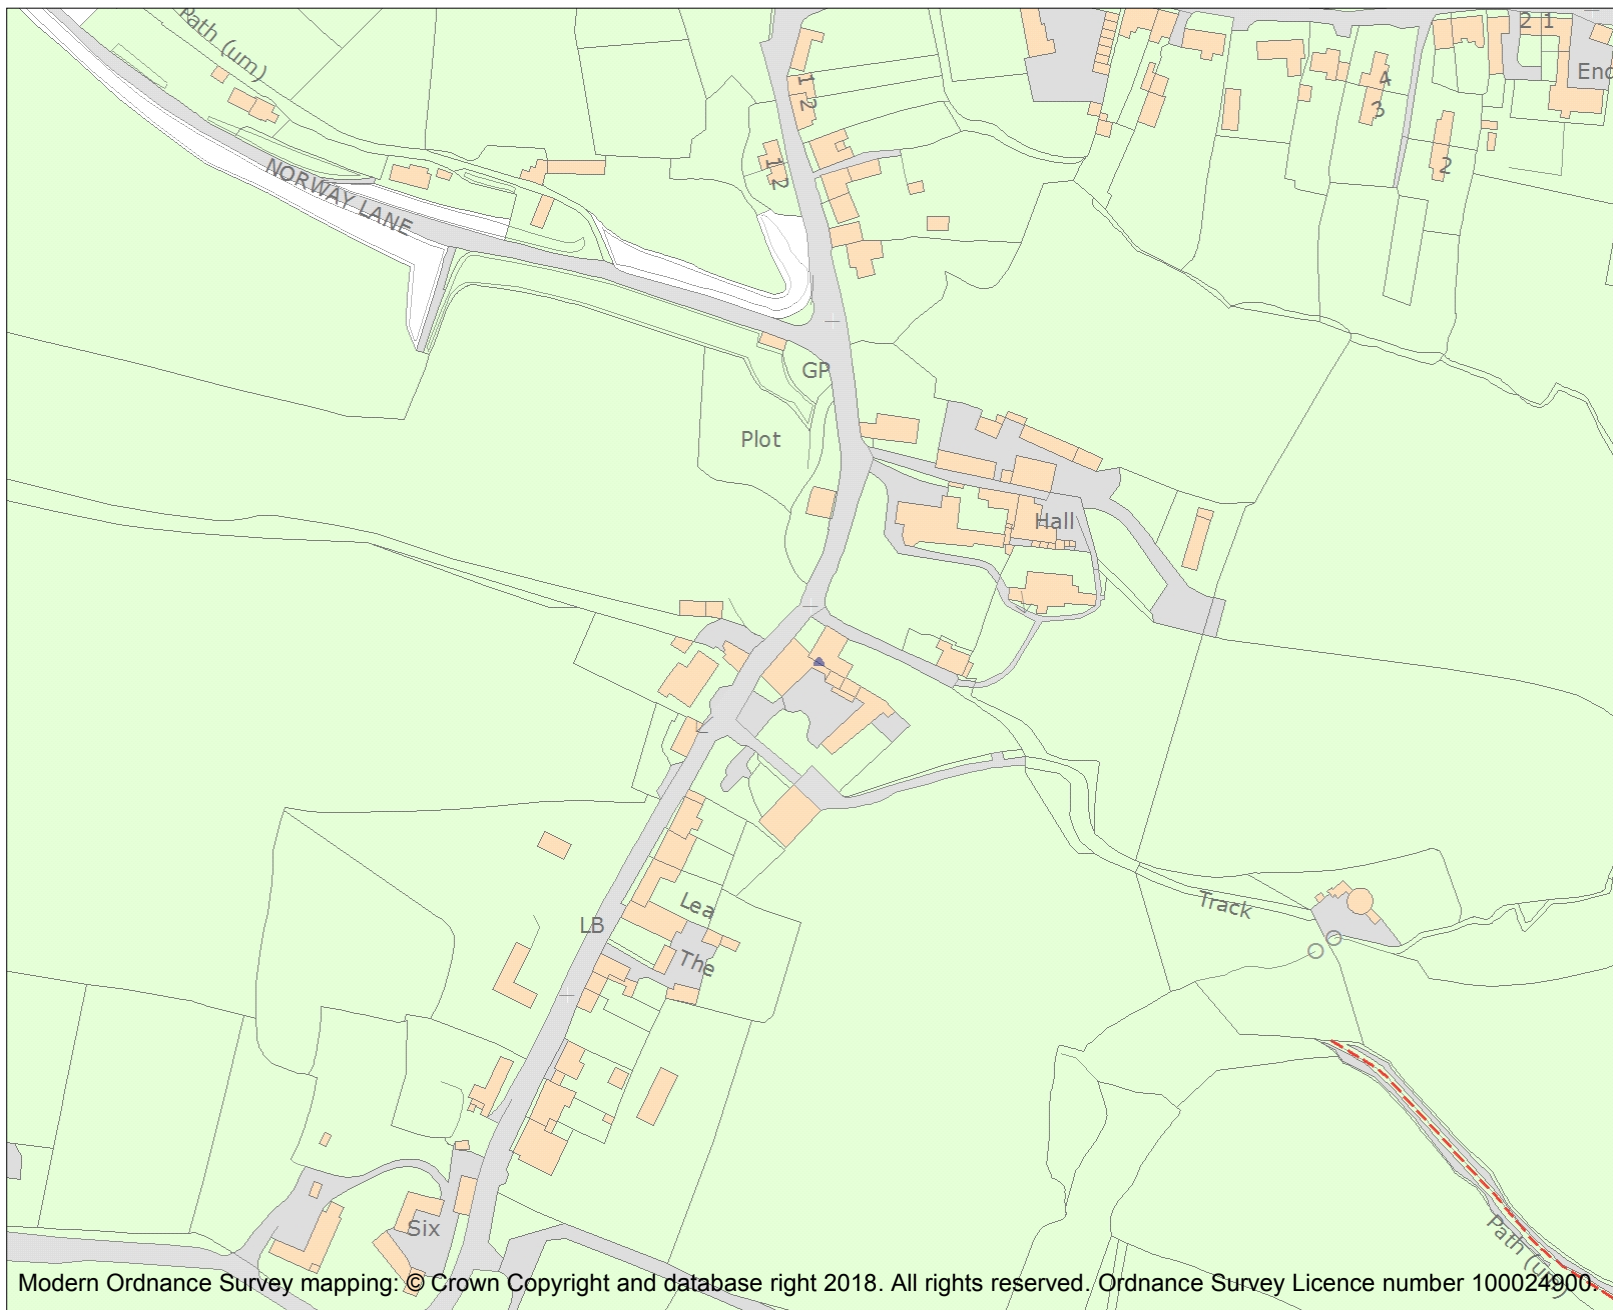 Path (um)
2 1
End
1
2
4
3
2
1
2
NORWAY LANE
GP
Plot
Hall
Lea
The
LB
Track
Six
Path (um)
Modern Ordnance Survey mapping: © Crown Copyright and database right 2018. All rights reserved. Ordnance Survey Licence number 100024900.